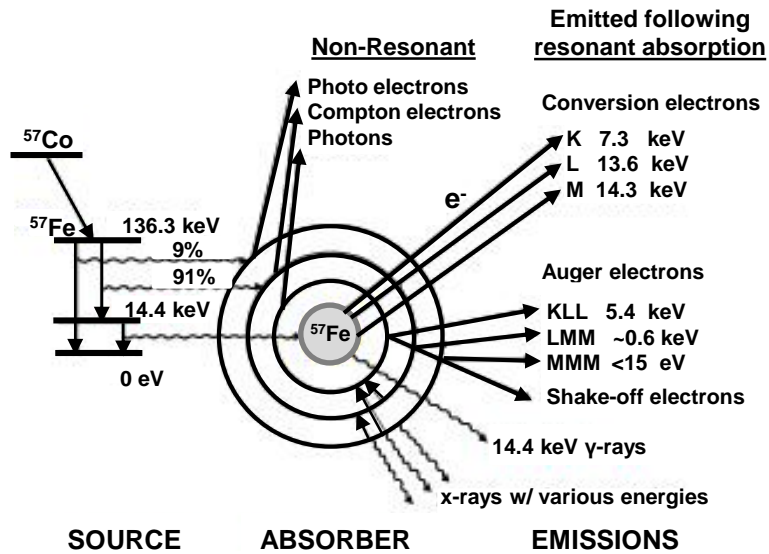 Non-Resonant
Emitted following
resonant absorption
Photo electrons
Compton electrons
Photons
Conversion electrons
K 7.3 keV
L 13.6 keV
M 14.3 keV
e-
57Co
57Fe
136.3 keV
9%
91%
14.4 keV
0 eV
57Fe
Auger electrons
KLL 5.4 keV
LMM ~0.6 keV
MMM <15 eV
Shake-off electrons
14.4 keV γ-rays
x-rays w/ various energies
SOURCE
ABSORBER
EMISSIONS